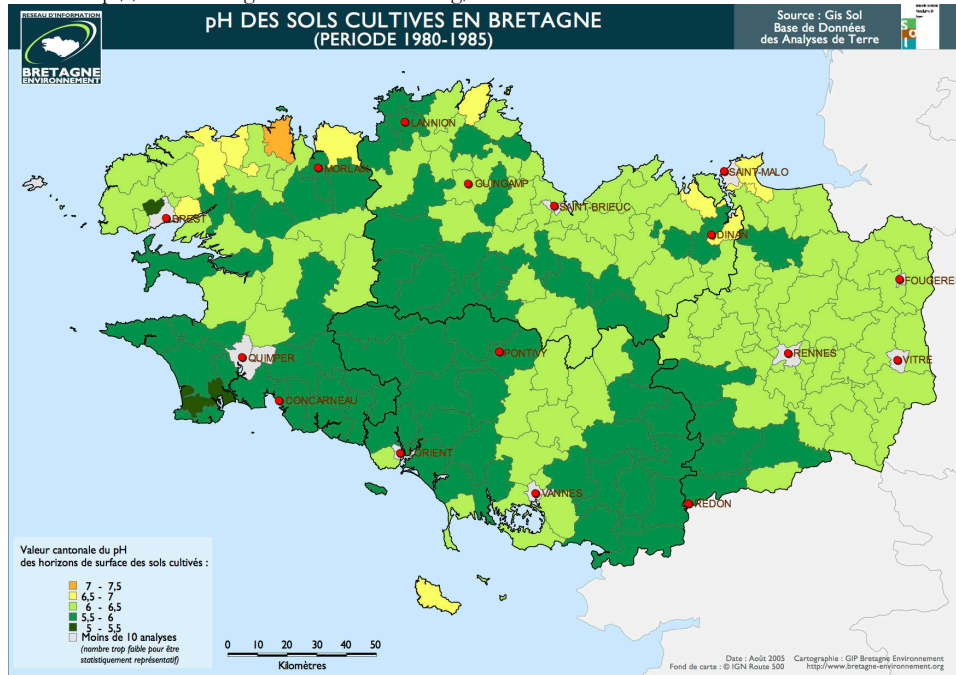 pH DES SOLS CULTIVES EN BRETAGNE
(PERIODE 1980-1985)
RESEAU D'INFORMATION
BRETAGNE
ENVIRONNEMENT
Source : Gis Sol
Base de Données
des Analyses de Terre
LANNION
MORLAIX
GUINGAMP
SAINT-MALO
SAINT-BRIEUC
BREST
DINAN
FOUGERES
QUIMPER
PONTIVY
RENNES
VITRE
CONCARNEAU
LORIENT
VANNES
REDON
Valeur cantonale du pH
des horizons de surface des sols cultivés :
7 - 7,5
6,5 - 7
6 - 6,5
5,5 - 6
5 - 5,5
Moins de 10 analyses
(nombre trop faible pour être
statistiquement représentatif)
0 10 20 30 40 50
Kilomètres
Date : Août 2005 Cartographie : GIP Bretagne Environnement
Fond de carte : © IGN Route 500 http://www.bretagne-environnement.org